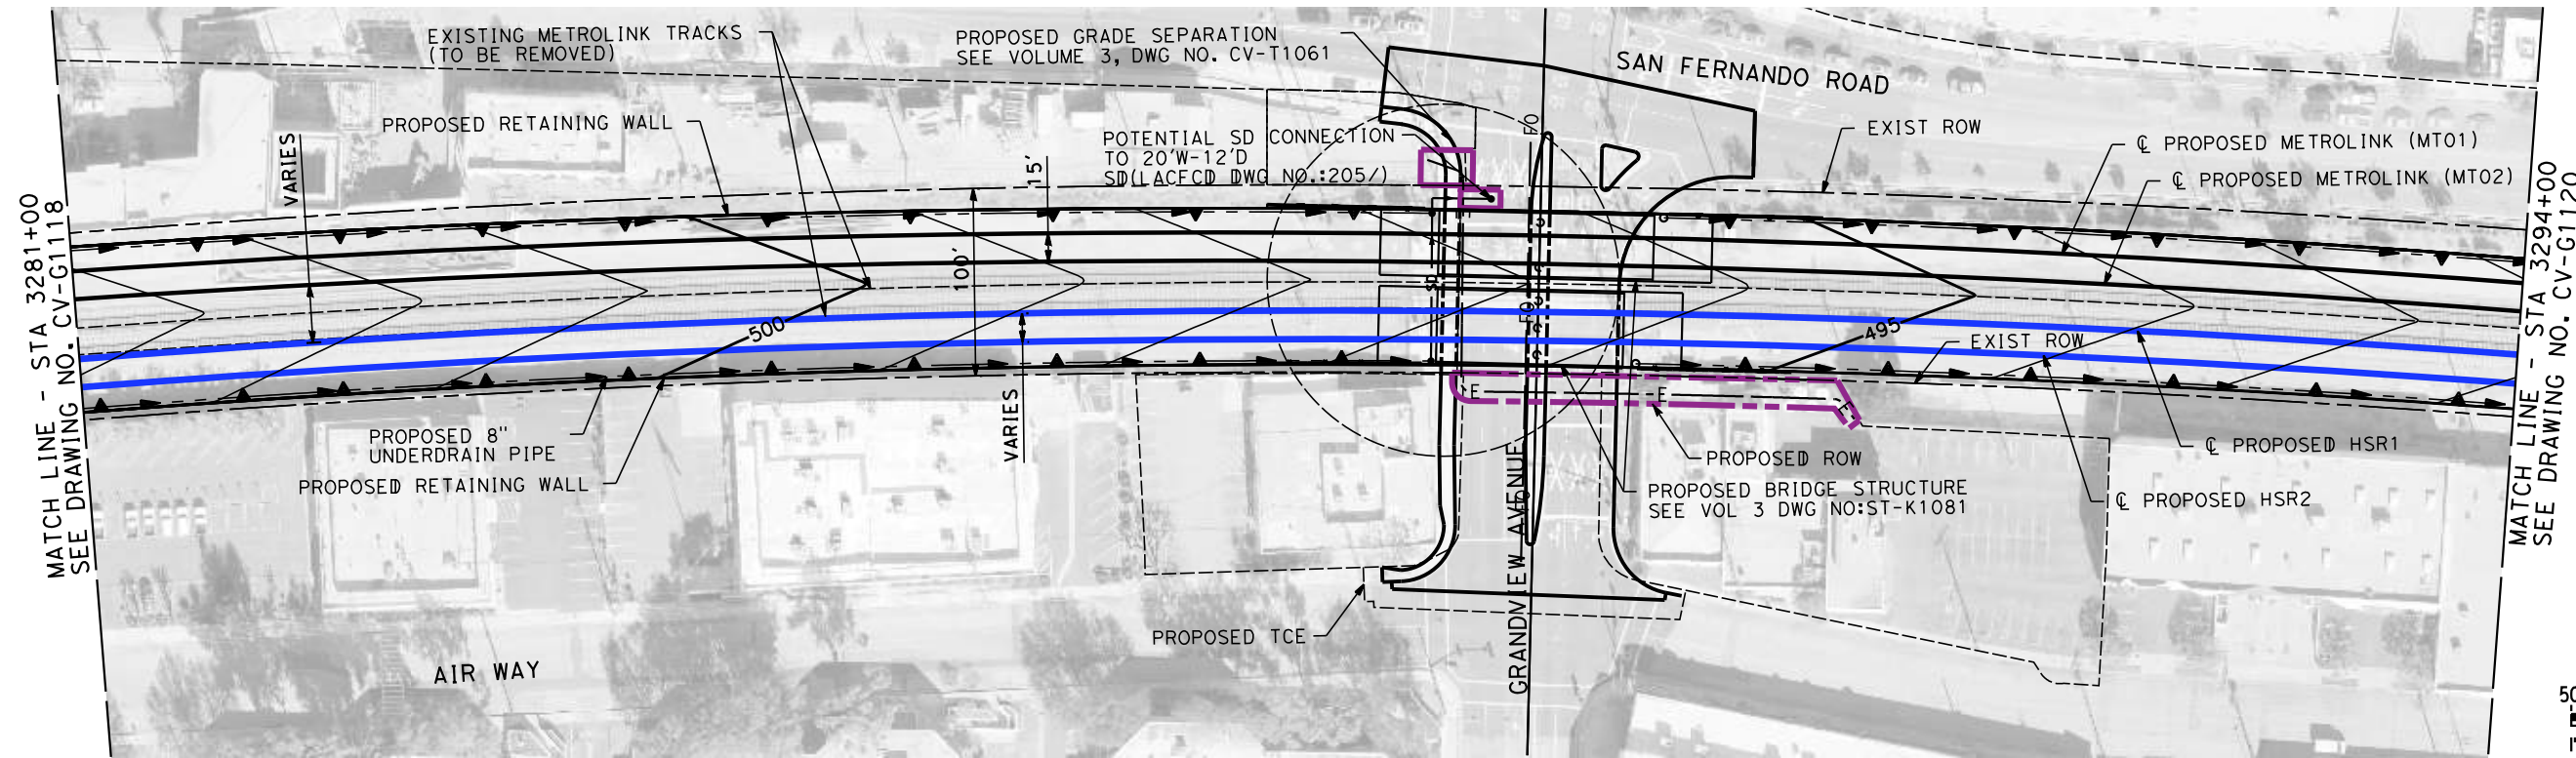 EXISTING METROLINK TRACKS
(TO BE REMOVED)
PROPOSED GRADE SEPARATION
SEE VOLUME 3, DWG NO. CV-T1061
SAN FERNANDO ROAD
PROPOSED RETAINING WALL
POTENTIAL SD CONNECTION
TO 20'W-12'D
SD(LACFCD DWG NO.:205/)
EXIST ROW
℄ PROPOSED METROLINK (MT01)
℄ PROPOSED METROLINK (MT02)
VARIES
15'
100'
FO
SD
FO
MATCH LINE - STA 3281+00
SEE DRAWING NO. CV-G1118
MATCH LINE - STA 3294+00
SEE DRAWING NO. CV-G1120
500
495
EXIST ROW
E
E
E
VARIES
PROPOSED 8"
UNDERDRAIN PIPE
PROPOSED RETAINING WALL
PROPOSED ROW
PROPOSED BRIDGE STRUCTURE
SEE VOL 3 DWG NO:ST-K1081
℄ PROPOSED HSR1
℄ PROPOSED HSR2
GRANDVIEW AVENUE
PROPOSED TCE
AIR WAY
50